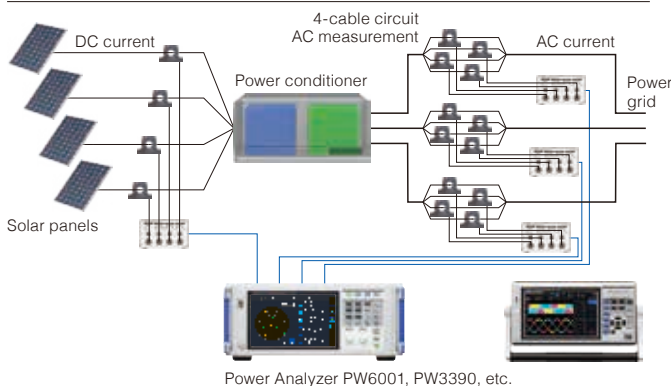 4-cable circuit
AC measurement
DC current
AC current
Power conditioner
Power
grid
Solar panels
Power Analyzer PW6001, PW3390, etc.